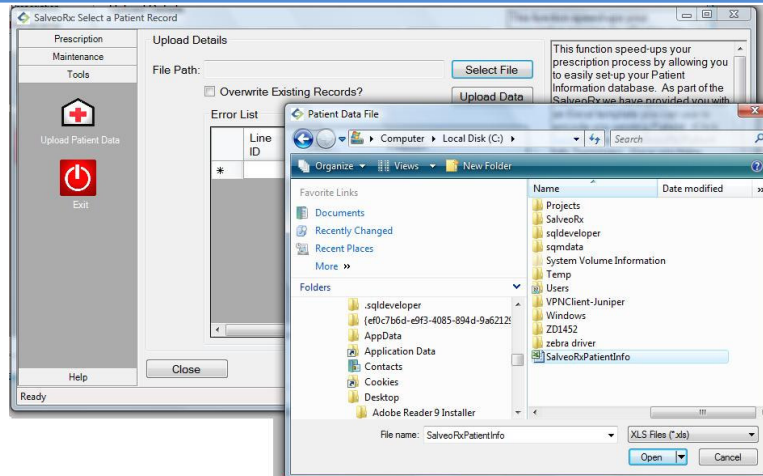 SalveoRx Select a Patient Record
Prescription
Maintenance
Tools
Upload Patient Data
Exit
Help
Ready
Upload Details
File Path:
Select File
Overwrite Existing Records?
Upload Data
Error List
Line ID
*
Close
This function speed-ups your
prescription process by allowing you
to easily set-up your Patient
Information database. As part of the
SalveoRx we have provided you with
Patient Data File
Computer
Local Disk (C:)
Search
Organize
Views
New Folder
Favorite Links
Documents
Recently Changed
Recent Places
More »
Folders
.sqldeveloper
{ef0c7b6d-e9f3-4085-894d-9a62129
AppData
Application Data
Contacts
Cookies
Desktop
Adobe Reader 9 Installer
Name
Date modified
»
Projects
SalveoRx
sqldeveloper
sqmdata
System Volume Information
Temp
Users
VPNClient-Juniper
Windows
ZD1452
zebra driver
SalveoRxPatientInfo
File name:
SalveoRxPatientInfo
XLS Files (*.xls)
Open
Cancel